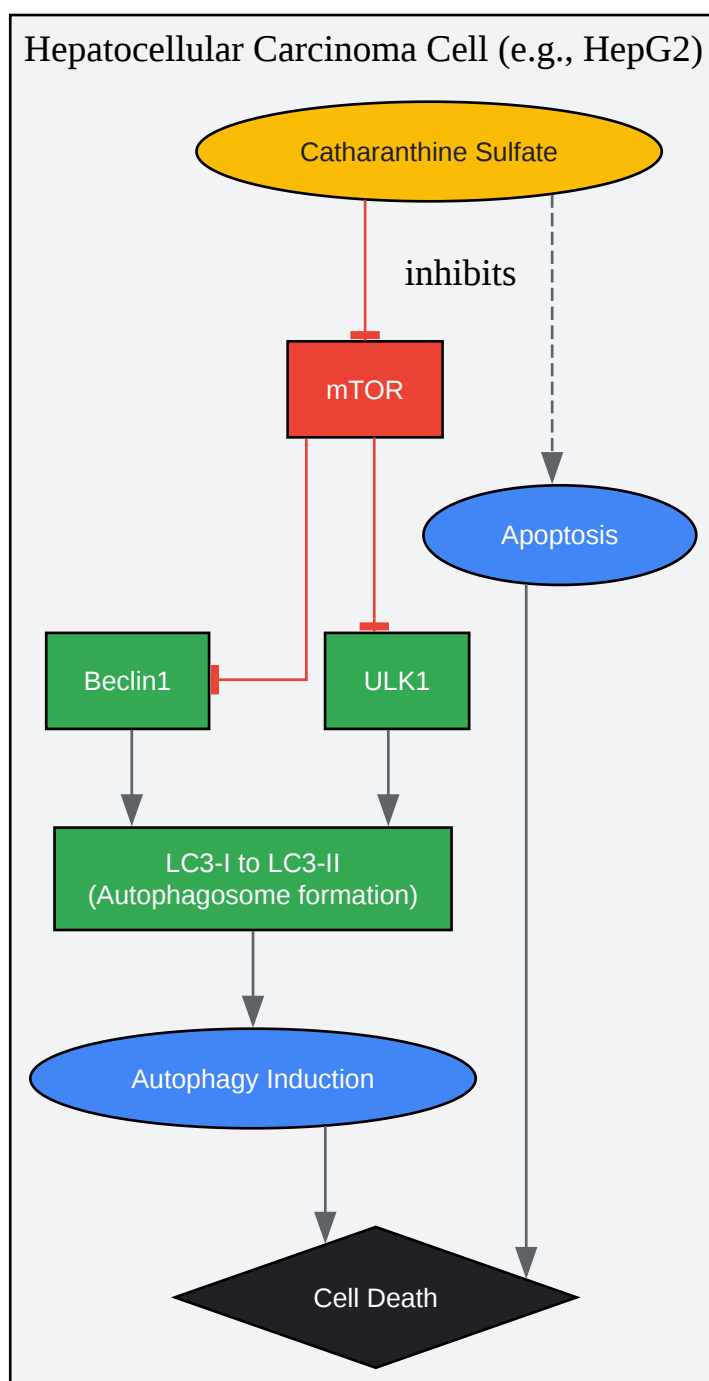 Hepatocellular Carcinoma Cell (e.g., HepG2)
Catharanthine Sulfate
inhibits
mTOR
Apoptosis
Beclin1
ULK1
LC3-I to LC3-II
(Autophagosome formation)
Autophagy Induction
Cell Death